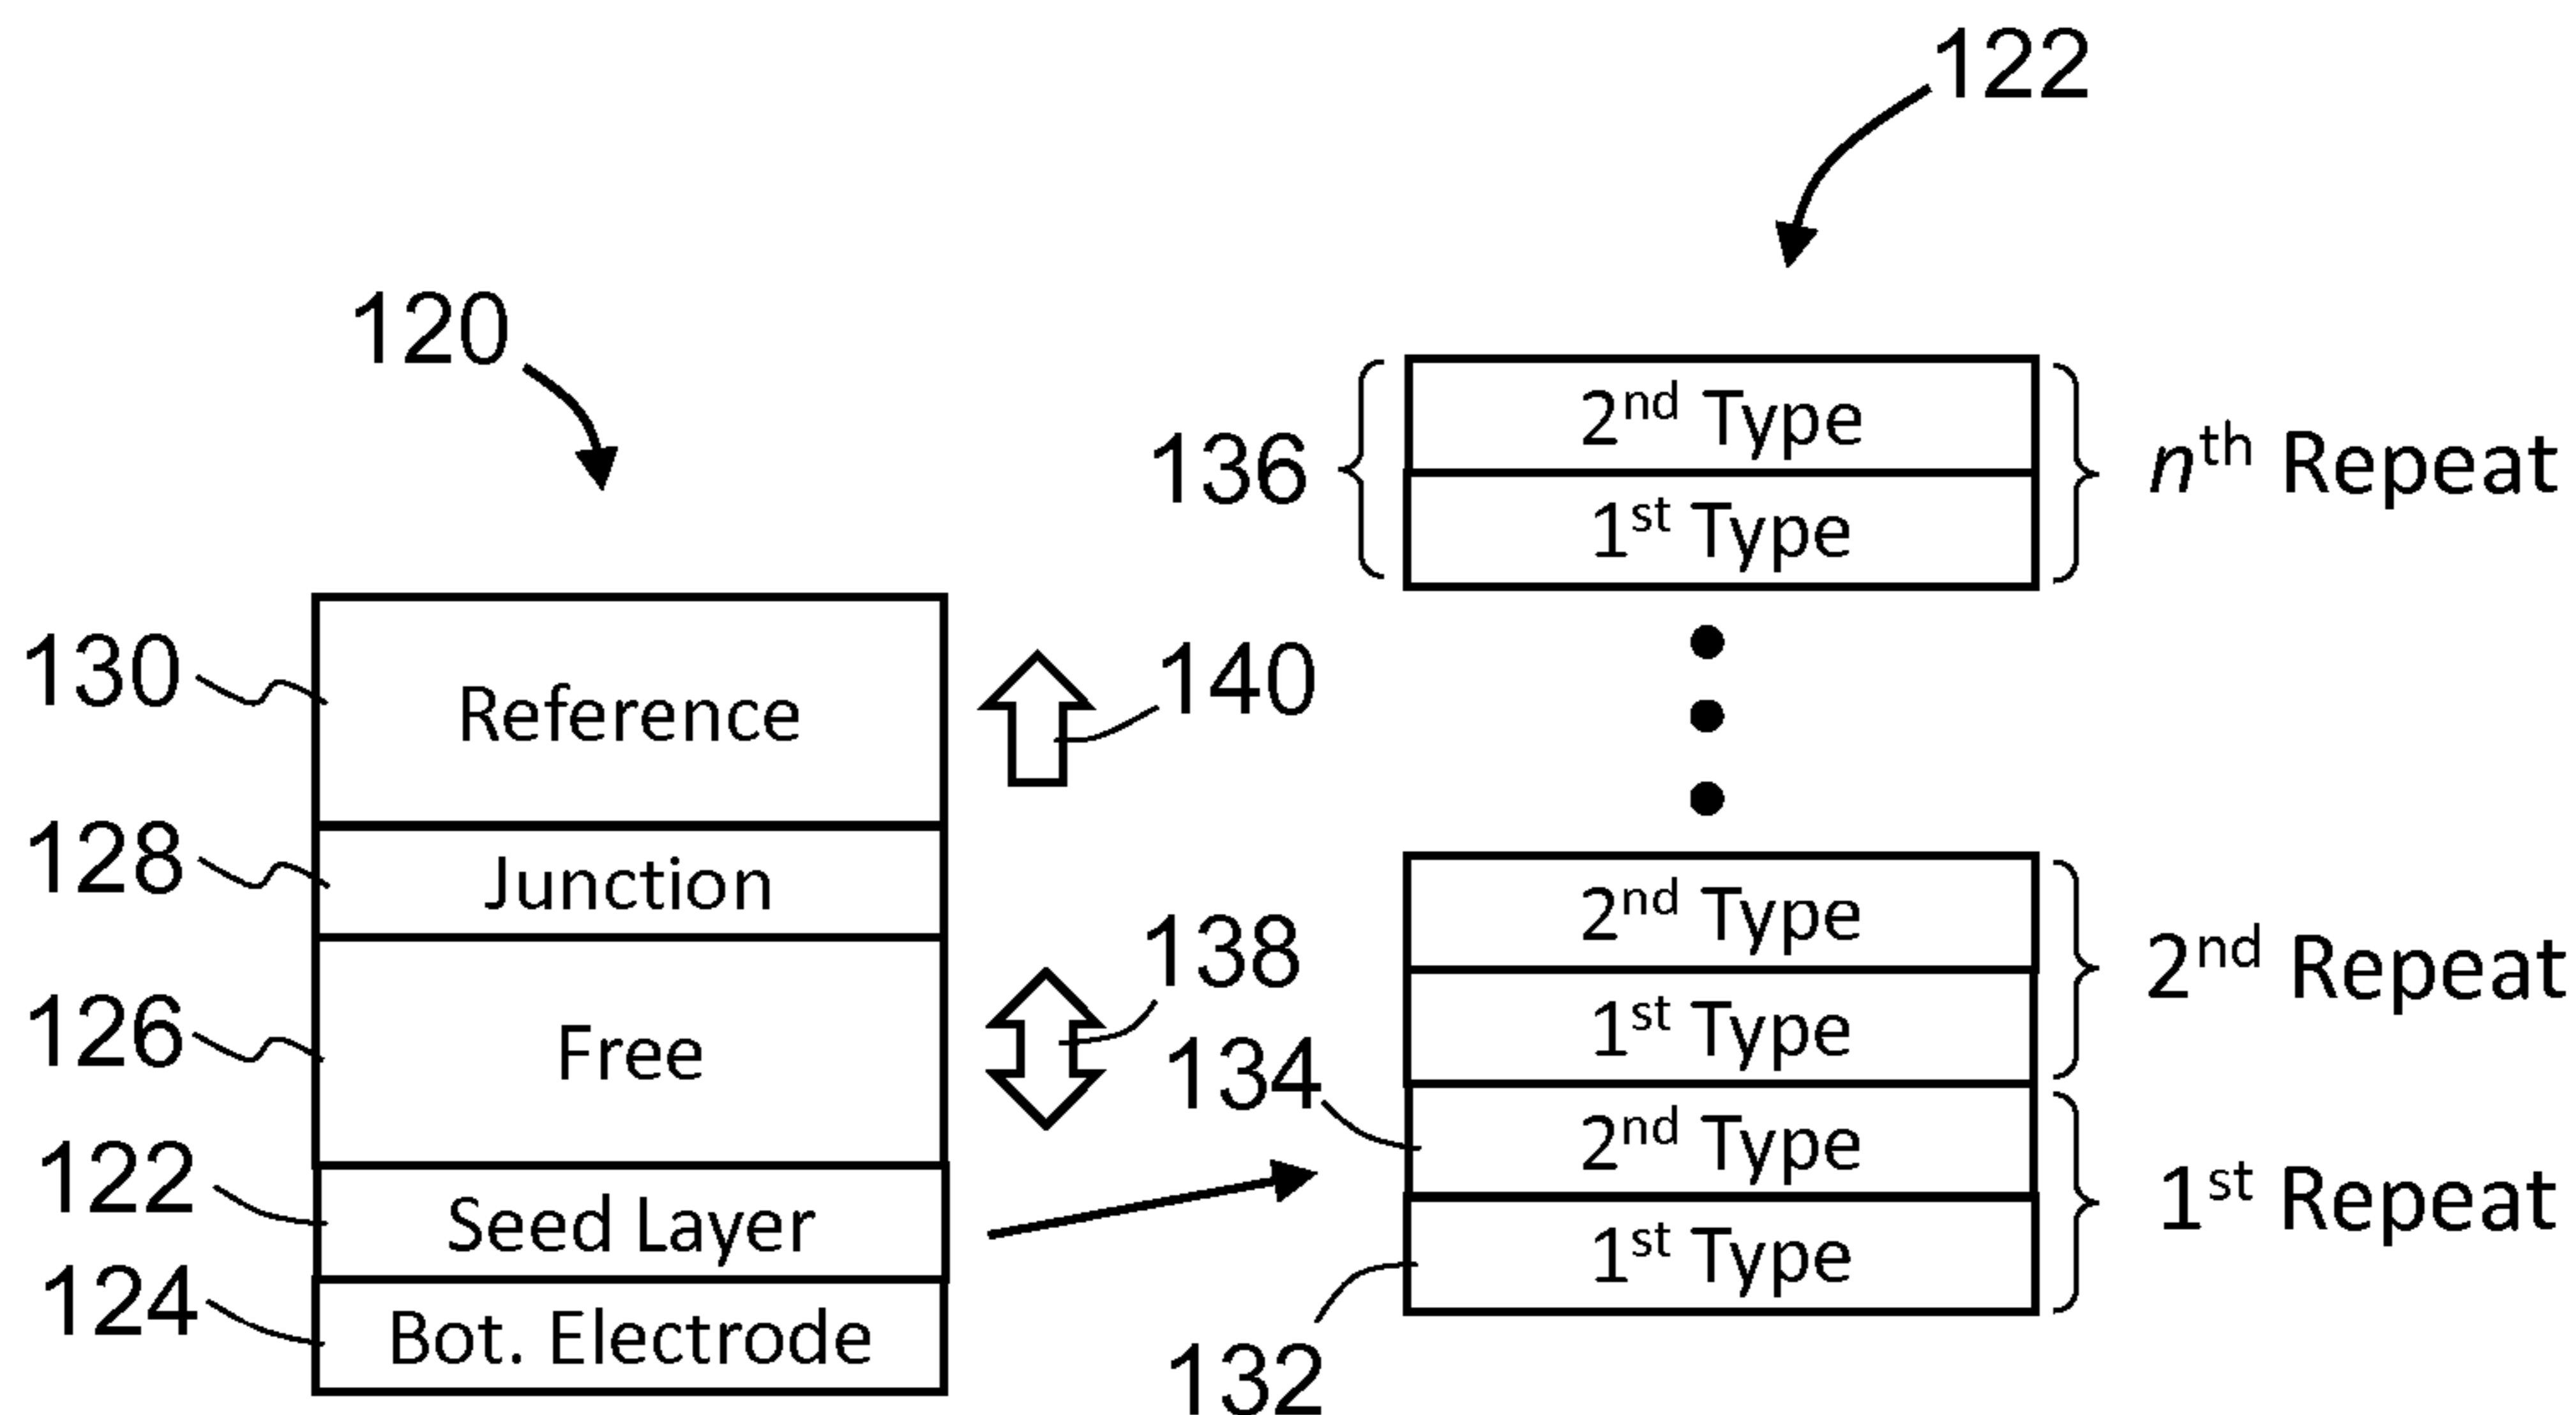 122
120
2nd Type
136
nth Repeat
1st Type
130
Reference
140
128
Junction
2nd Type
138
2nd Repeat
126
Free
1st Type
134
2nd Type
122
Seed Layer
1st Repeat
1st Type
124
Bot. Electrode
132